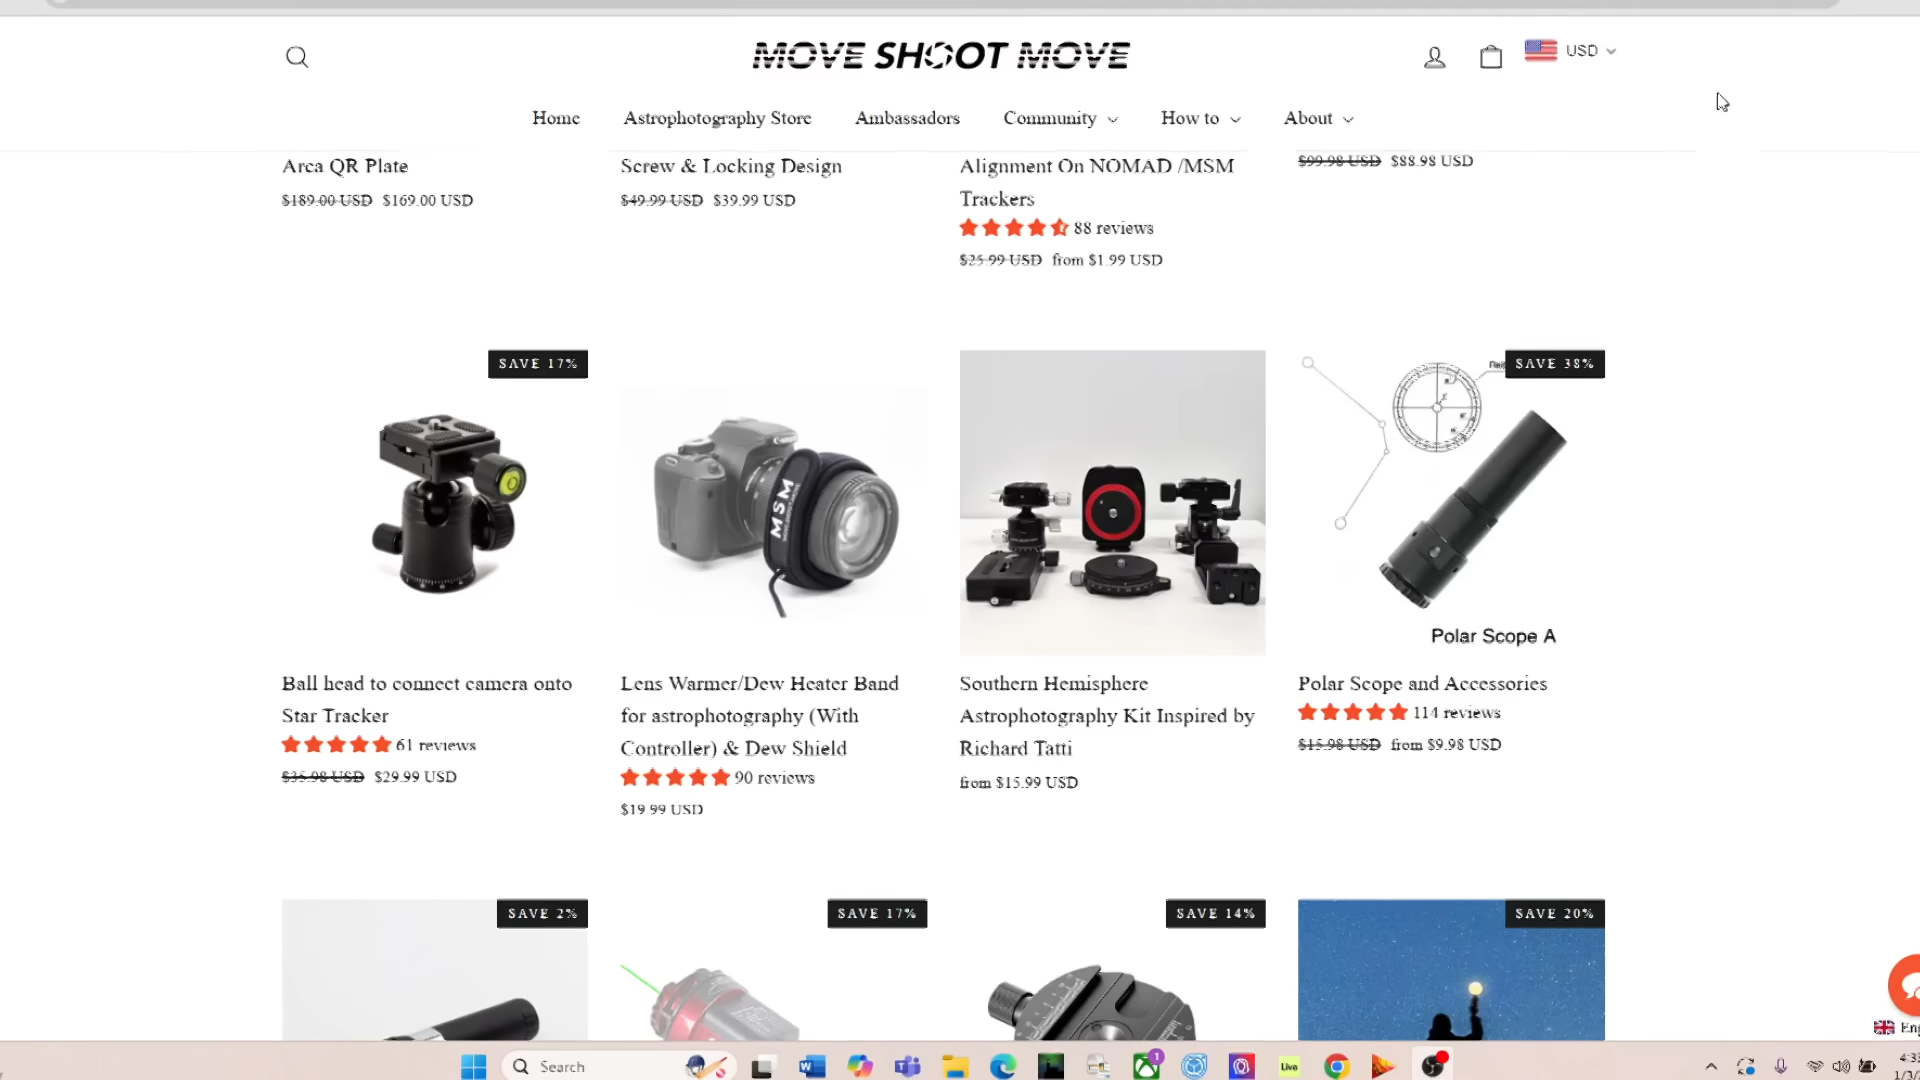 MOVE SHOOT MOVE
USD
Home
Astrophotography Store
Ambassadors
Community
How to
About
Arca QR Plate
$189.00 USD $169.00 USD
Screw & Locking Design
$49.99 USD $39.99 USD
Alignment On NOMAD /MSM
Trackers
88 reviews
$25.99 USD from $1.99 USD
$99.98 USD $88.98 USD
SAVE 17%
MSM
SAVE 38%
Polar Scope A
Ball head to connect camera onto
Star Tracker
61 reviews
$35.98 USD $29.99 USD
Lens Warmer/Dew Heater Band
for astrophotography (With
Controller) & Dew Shield
90 reviews
$19.99 USD
Southern Hemisphere
Astrophotography Kit Inspired by
Richard Tatti
from $15.99 USD
Polar Scope and Accessories
114 reviews
$15.98 USD from $9.98 USD
SAVE 2%
SAVE 17%
SAVE 14%
SAVE 20%
Search
Live
1